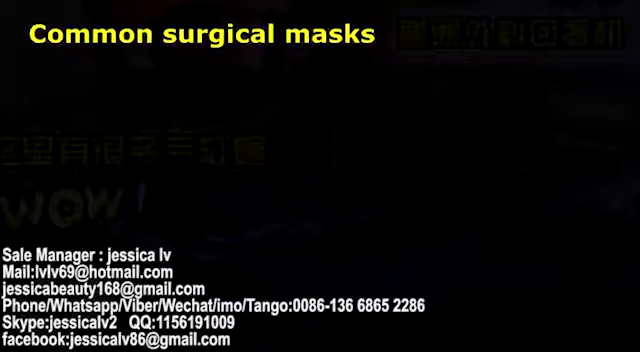 Common surgical masks
WOW!
Sale Manager : jessica lv
Mail:lvlv69@hotmail.com
jessicabeauty168@gmail.com
Phone/Whatsapp/Viber/Wechat/imo/Tango:0086-136 6865 2286
Skype:jessicalv2 QQ:1156191009
facebook:jessicalv86@gmail.com